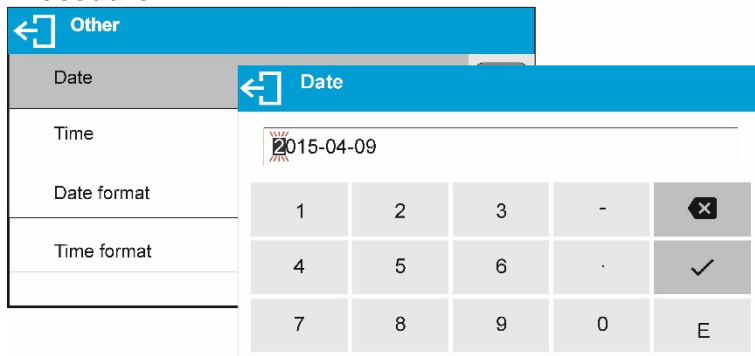 Other
Date
Time
Date format
Time format
Date
2015-04-09
1 2 3 -
4 5 6 .
7 8 9 0 E